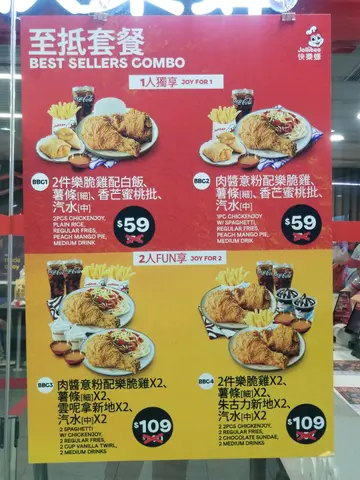 至抵套餐
BEST SELLERS COMBO
Jollibee
快樂蜂
1人獨享 JOY FOR 1
BBC1
2件樂脆雞配白飯、
薯條[細]、香芒蜜桃批、
汽水[中]
2PCS CHICKENJOY,
PLAIN RICE,
REGULAR FRIES,
PEACH MANGO PIE,
MEDIUM DRINK
$59
BBC2
肉醬意粉配樂脆雞、
薯條[細]、香芒蜜桃批、
汽水[中]
1PC CHICKENJOY
W/ SPAGHETTI,
REGULAR FRIES,
PEACH MANGO PIE,
MEDIUM DRIK
$59
2人FUN享 JOY FOR 2
BBC3
肉醬意粉配樂脆雞X2、
薯條[細]X2、
雲呢拿新地X2、
汽水[中]X2
2 SPAGHETTI
W/ CHICKENJOY,
2 REGULAR FRIES,
2 CUP VANILLA TWIRL,
2 MEDIUM DRINKS
$109
BBC4
2件樂脆雞X2、
薯條[細]X2、
朱古力新地X2、
汽水[中]X2
2 2PCS CHICKENJOY,
2 REGULAR FRIES,
2 CHOCOLATE SUNDAE,
2 MEDIUM DRINKS
$109